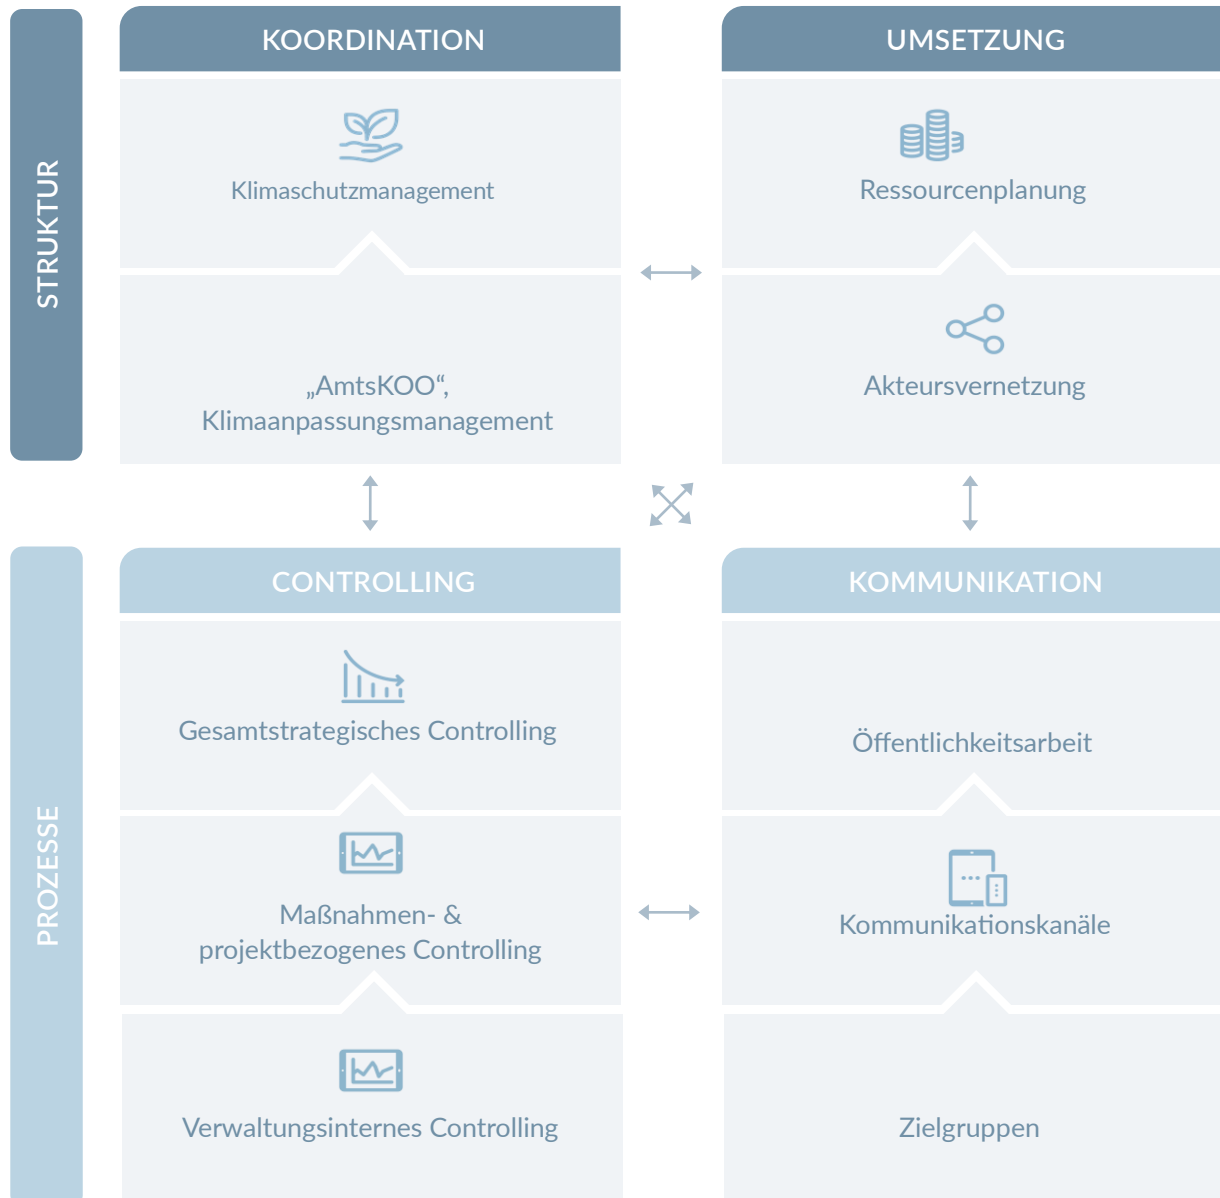 STRUKTUR
KOORDINATION
Klimaschutzmanagement
„AmtsKOO“,
Klimaanpassungsmanagement
UMSETZUNG
Ressourcenplanung
Akteursvernetzung
PROZESSE
CONTROLLING
Gesamtstrategisches Controlling
Maßnahmen- &
projektbezogenes Controlling
Verwaltungsinternes Controlling
KOMMUNIKATION
Öffentlichkeitsarbeit
Kommunikationskanäle
Zielgruppen